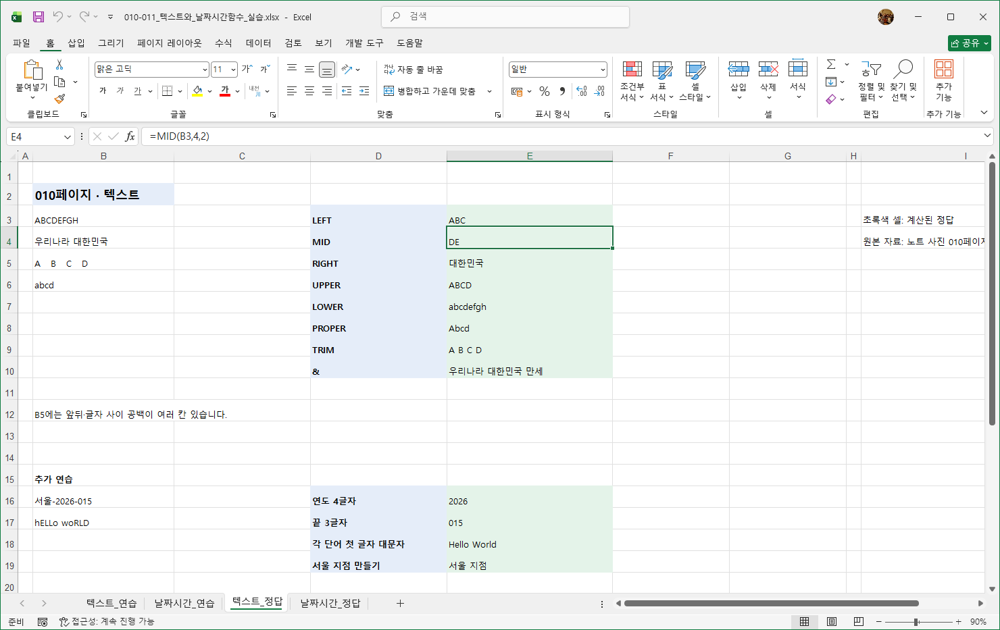 010-011_텍스트와_날짜시간함수_실습.xlsx - Excel
검색
파일 홈 삽입 그리기 페이지 레이아웃 수식 데이터 검토 보기 개발 도구 도움말 공유
붙여넣기
클립보드
맑은 고딕 11 가 가
가 가 가 가 내천
글꼴
가나다 자동 줄 바꿈
병합하고 가운데 맞춤
맞춤
일반
% 9 .00
표시 형식
조건부 서식
표 서식
셀 스타일
스타일
삽입 삭제 서식
셀
정렬 및 필터
찾기 및 선택
편집
추가 기능
추가 기능
E4 fx =MID(B3,4,2)
A B C D E F G H I
1
2 010페이지 · 텍스트
3 ABCDEFGH LEFT ABC 초록색 셀: 계산된 정답
4 우리나라 대한민국 MID DE 원본 자료: 노트 사진 010페이지
5 A B C D RIGHT 대한민국
6 abcd UPPER ABCD
7 LOWER abcdefgh
8 PROPER Abcd
9 TRIM A B C D
10 & 우리나라 대한민국 만세
11
12 B5에는 앞뒤·글자 사이 공백이 여러 칸 있습니다.
13
14
15 추가 연습
16 서울-2026-015 연도 4글자 2026
17 hELLo woRLD 끝 3글자 015
18 각 단어 첫 글자 대문자 Hello World
19 서울 지점 만들기 서울 지점
20
텍스트_연습 날짜시간_연습 텍스트_정답 날짜시간_정답
준비 접근성: 계속 진행 가능 90%